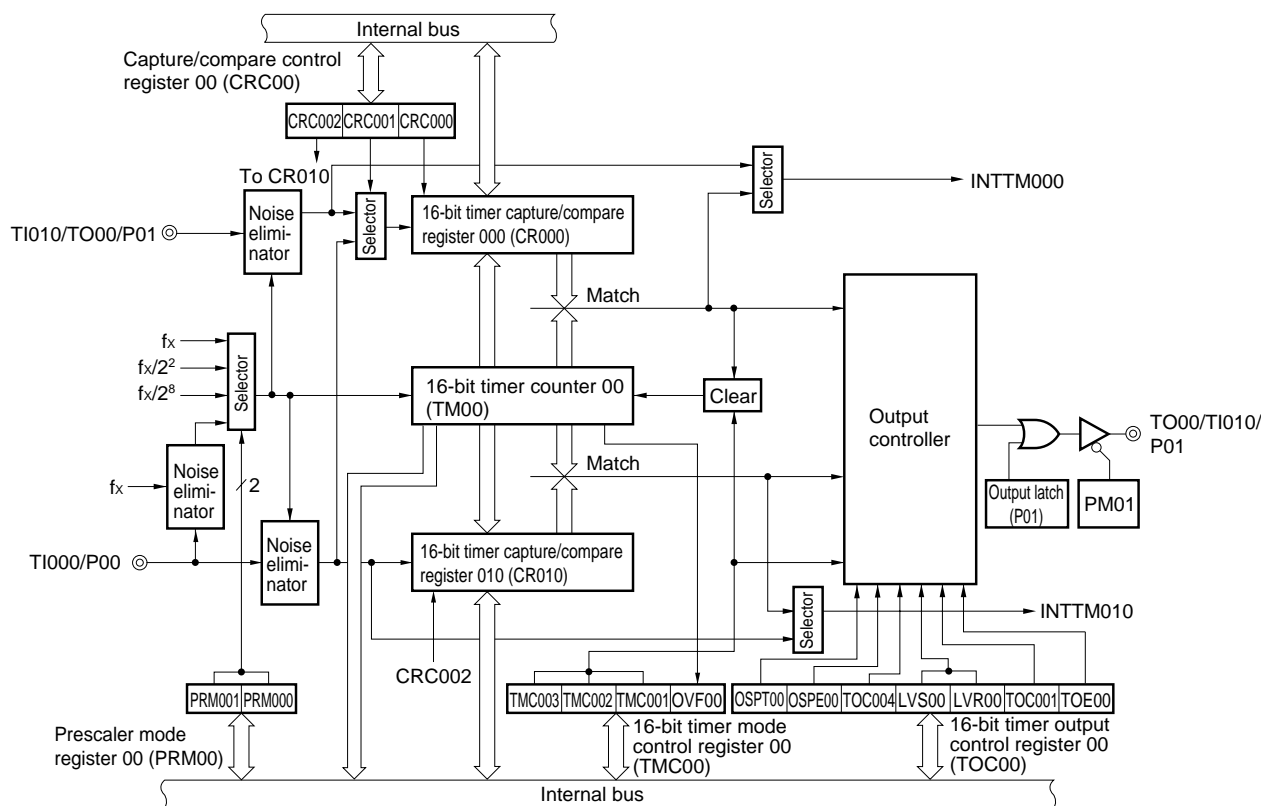 Internal bus
Capture/compare control
register 00 (CRC00)
CRC002 CRC001 CRC000
To CR010
Selector
INTTM000
TI010/TO00/P01
Noise
elimi-
nator
Selector
16-bit timer capture/compare
register 000 (CR000)
Match
fX
fX/2²
fX/2⁸
Selector
16-bit timer counter 00
(TM00)
Clear
Output
controller
TO00/TI010/
P01
Match
fX
Noise
elimi-
nator
2
Output latch
(P01)
PM01
TI000/P00
Noise
elimi-
nator
16-bit timer capture/compare
register 010 (CR010)
Selector
INTTM010
CRC002
PRM001 PRM000
TMC003 TMC002 TMC001 OVF00
OSPT00 OSPE00 TOC004 LVS00 LVR00 TOC001 TOE00
Prescaler mode
register 00 (PRM00)
16-bit timer mode
control register 00
(TMC00)
16-bit timer output
control register 00
(TOC00)
Internal bus